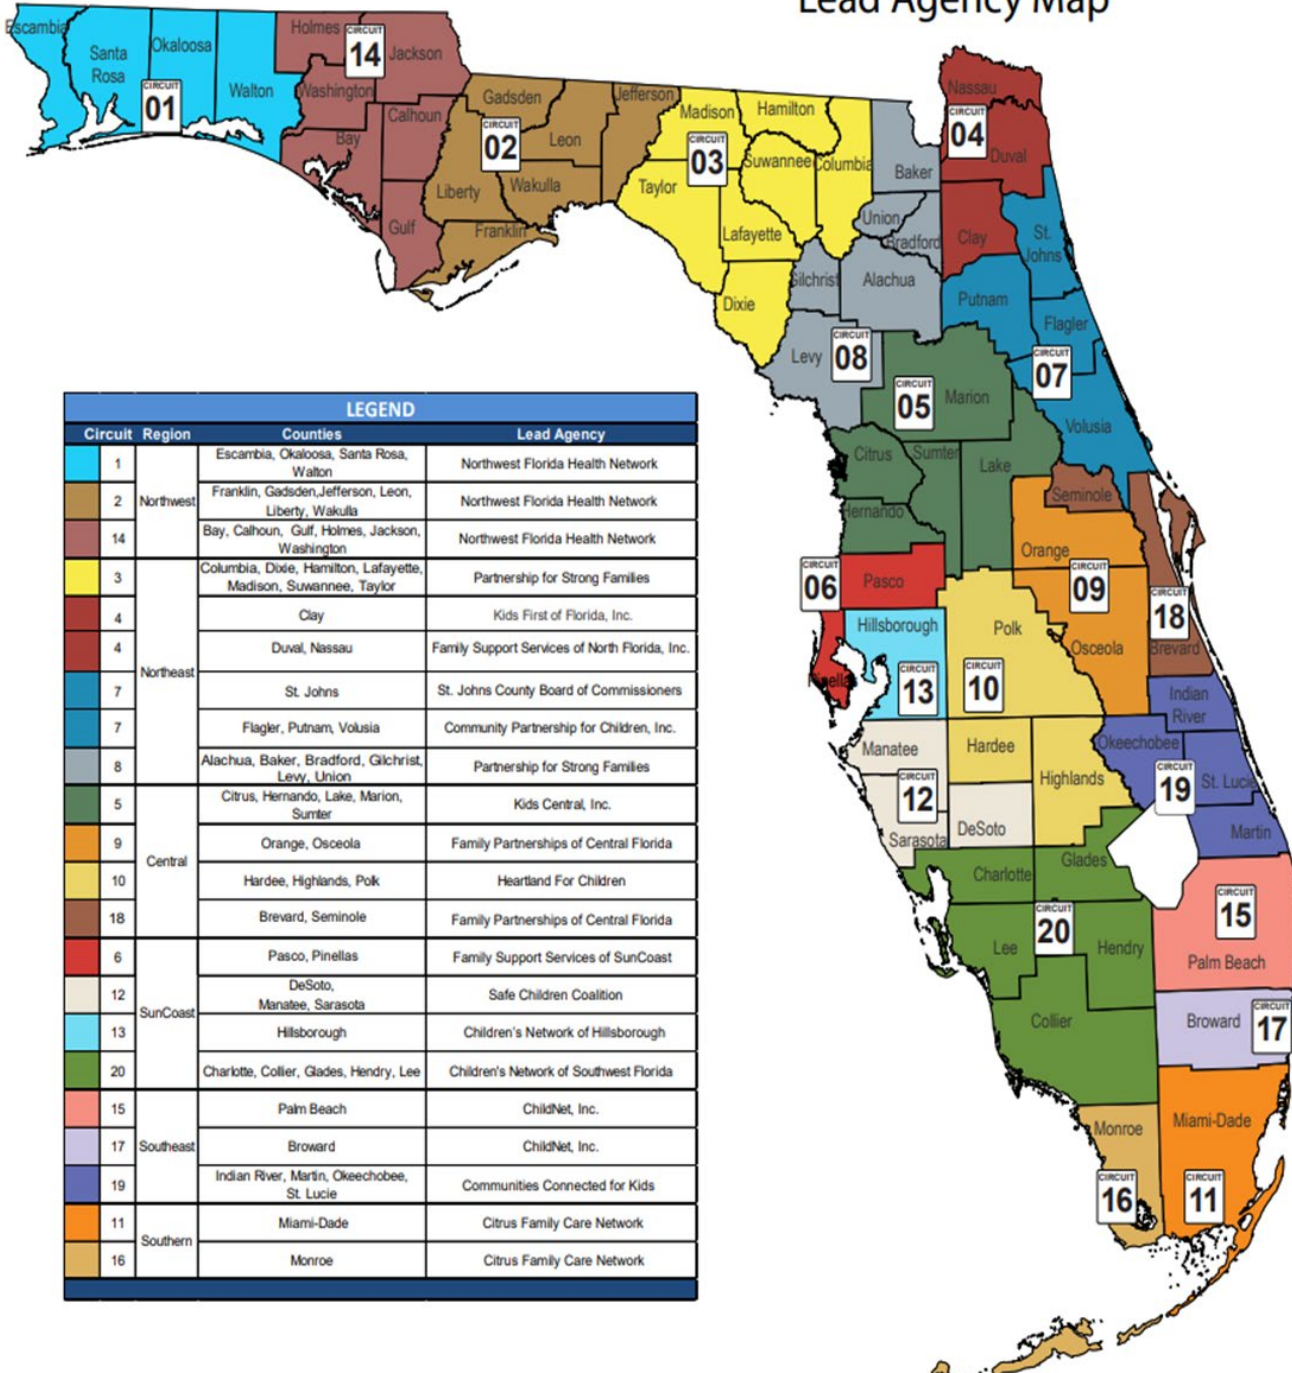 Lead Agency Map
Escambia
Santa
Rosa
Okaloosa
Walton
CIRCUIT
01
Holmes
CIRCUIT
14
Jackson
Washington
Calhoun
Bay
Gulf
Gadsden
Jefferson
CIRCUIT
02
Leon
Liberty
Wakulla
Franklin
Madison
Hamilton
CIRCUIT
03
Suwannee
Columbia
Taylor
Lafayette
Dixie
Nassau
CIRCUIT
04
Duval
Baker
Union
Bradford
Clay
St.
Johns
Gilchrist
Alachua
Putnam
Flagler
Levy
CIRCUIT
08
CIRCUIT
07
CIRCUIT
05
Marion
Volusia
Citrus
Sumter
Lake
Hernando
Seminole
Orange
CIRCUIT
06
Pasco
CIRCUIT
09
CIRCUIT
18
Hillsborough
Polk
Osceola
Brevard
Pinellas
CIRCUIT
13
CIRCUIT
10
Indian
River
Manatee
Hardee
Okeechobee
Highlands
CIRCUIT
19
St. Lucie
CIRCUIT
12
DeSoto
Sarasota
Martin
Glades
Charlotte
CIRCUIT
15
CIRCUIT
20
Lee
Hendry
Palm Beach
Collier
Broward
CIRCUIT
17
Monroe
Miami-Dade
CIRCUIT
16
CIRCUIT
11
LEGEND
Circuit Region Counties Lead Agency
1 Escambia, Okaloosa, Santa Rosa,
Walton Northwest Florida Health Network
2 Northwest Franklin, Gadsden,Jefferson, Leon,
Liberty, Wakulla Northwest Florida Health Network
14 Bay, Calhoun, Gulf, Holmes, Jackson,
Washington Northwest Florida Health Network
3 Columbia, Dixie, Hamilton, Lafayette,
Madison, Suwannee, Taylor Partnership for Strong Families
4 Clay Kids First of Florida, Inc.
4 Duval, Nassau Family Support Services of North Florida, Inc.
Northeast
7 St. Johns St. Johns County Board of Commissioners
7 Flagler, Putnam, Volusia Community Partnership for Children, Inc.
8 Alachua, Baker, Bradford, Gilchrist,
Levy, Union Partnership for Strong Families
5 Citrus, Hernando, Lake, Marion,
Sumter Kids Central, Inc.
9 Orange, Osceola Family Partnerships of Central Florida
Central
10 Hardee, Highlands, Polk Heartland For Children
18 Brevard, Seminole Family Partnerships of Central Florida
6 Pasco, Pinellas Family Support Services of SunCoast
12 DeSoto,
Manatee, Sarasota Safe Children Coalition
SunCoast
13 Hillsborough Children's Network of Hillsborough
20 Charlotte, Collier, Glades, Hendry, Lee Children's Network of Southwest Florida
15 Palm Beach ChildNet, Inc.
17 Southeast Broward ChildNet, Inc.
19 Indian River, Martin, Okeechobee,
St. Lucie Communities Connected for Kids
11 Miami-Dade Citrus Family Care Network
Southern
16 Monroe Citrus Family Care Network